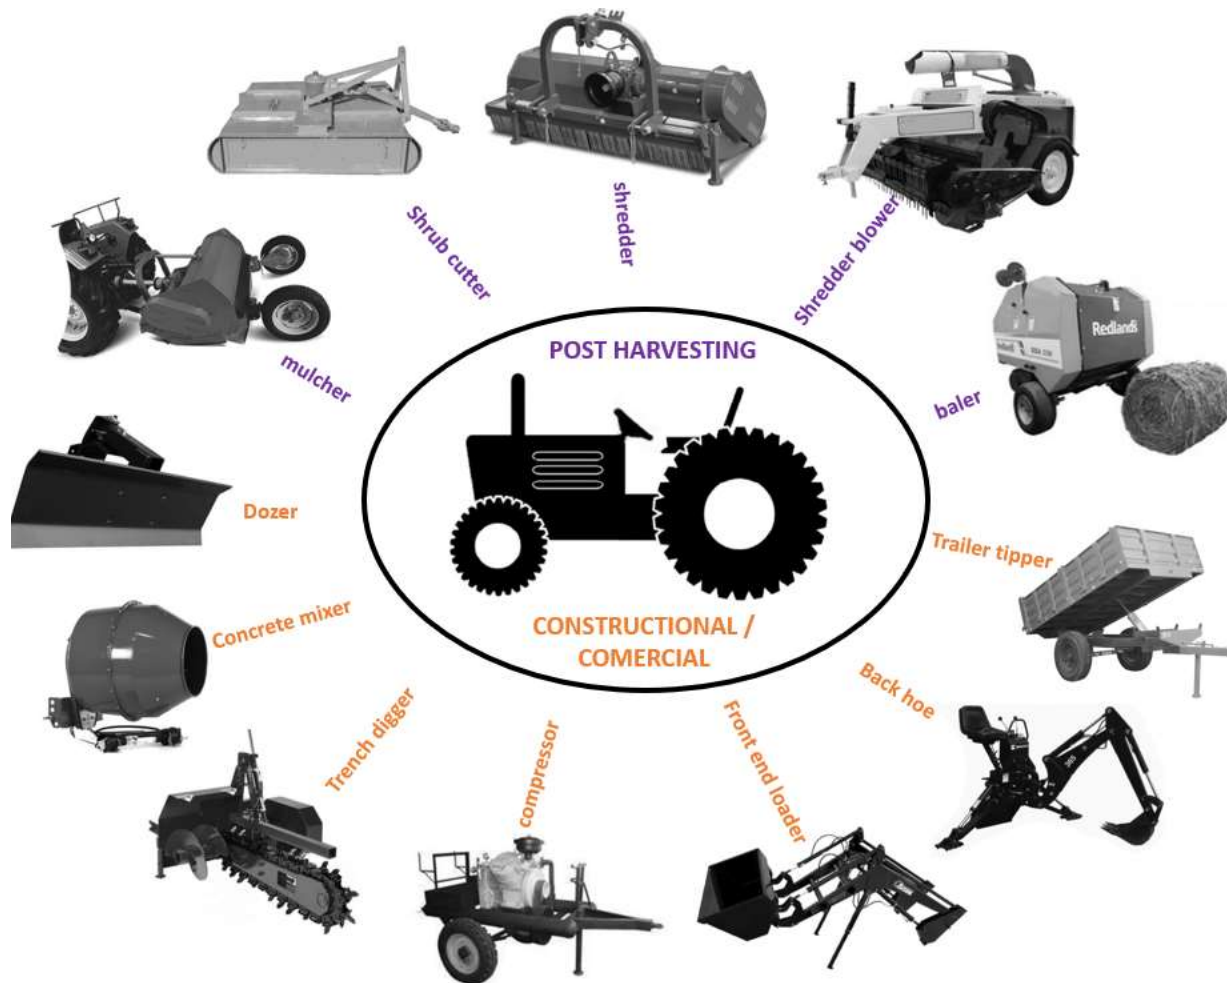 shredder
Shrub cutter
Shredder blower
mulcher
baler
Redlands
POST HARVESTING
Dozer
Trailer tipper
Concrete mixer
CONSTRUCTIONAL /
COMERCIAL
Back hoe
Trench digger
compressor
Front end loader
365